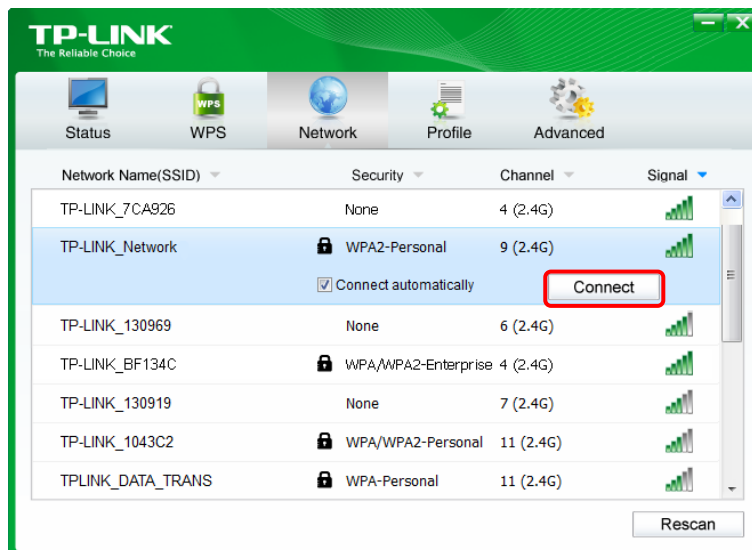 TP-LINK
The Reliable Choice
WPS
Status WPS Network Profile Advanced
Network Name(SSID) Security Channel Signal
TP-LINK_7CA926 None 4 (2.4G)
TP-LINK_Network WPA2-Personal 9 (2.4G)
Connect automatically Connect
TP-LINK_130969 None 6 (2.4G)
TP-LINK_BF134C WPA/WPA2-Enterprise 4 (2.4G)
TP-LINK_130919 None 7 (2.4G)
TP-LINK_1043C2 WPA/WPA2-Personal 11 (2.4G)
TPLINK_DATA_TRANS WPA-Personal 11 (2.4G)
Rescan